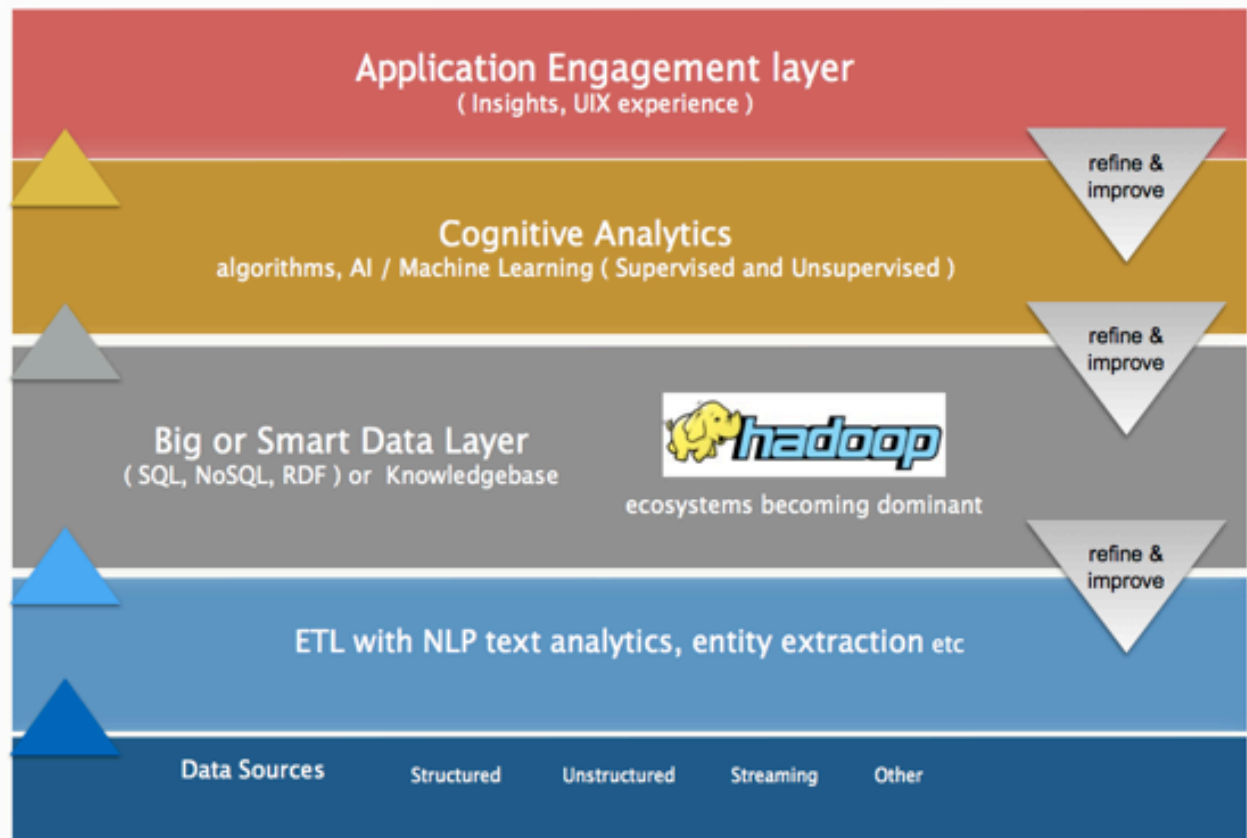 Application Engagement layer
( Insights, UIX experience )
refine &
improve
Cognitive Analytics
algorithms, AI / Machine Learning ( Supervised and Unsupervised )
refine &
improve
Big or Smart Data Layer
( SQL, NoSQL, RDF ) or Knowledgebase
hadoop
ecosystems becoming dominant
refine &
improve
ETL with NLP text analytics, entity extraction etc
Data Sources Structured Unstructured Streaming Other